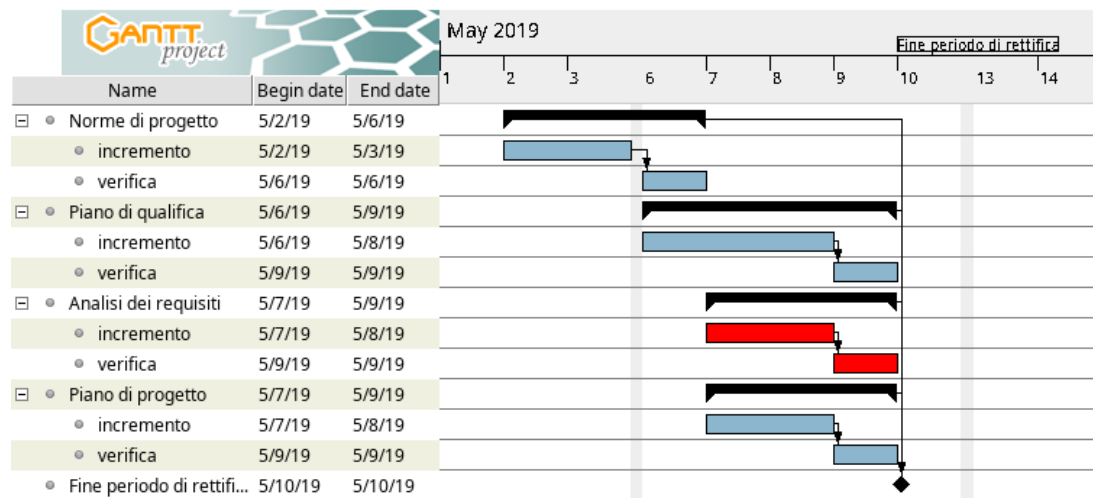 GANTT
project
May 2019
Fine periodo di rettifica
1 2 3 6 7 8 9 10 13 14
Name Begin date End date
Norme di progetto 5/2/19 5/6/19
incremento 5/2/19 5/3/19
verifica 5/6/19 5/6/19
Piano di qualifica 5/6/19 5/9/19
incremento 5/6/19 5/8/19
verifica 5/9/19 5/9/19
Analisi dei requisiti 5/7/19 5/9/19
incremento 5/7/19 5/8/19
verifica 5/9/19 5/9/19
Piano di progetto 5/7/19 5/9/19
incremento 5/7/19 5/8/19
verifica 5/9/19 5/9/19
Fine periodo di rettifi... 5/10/19 5/10/19